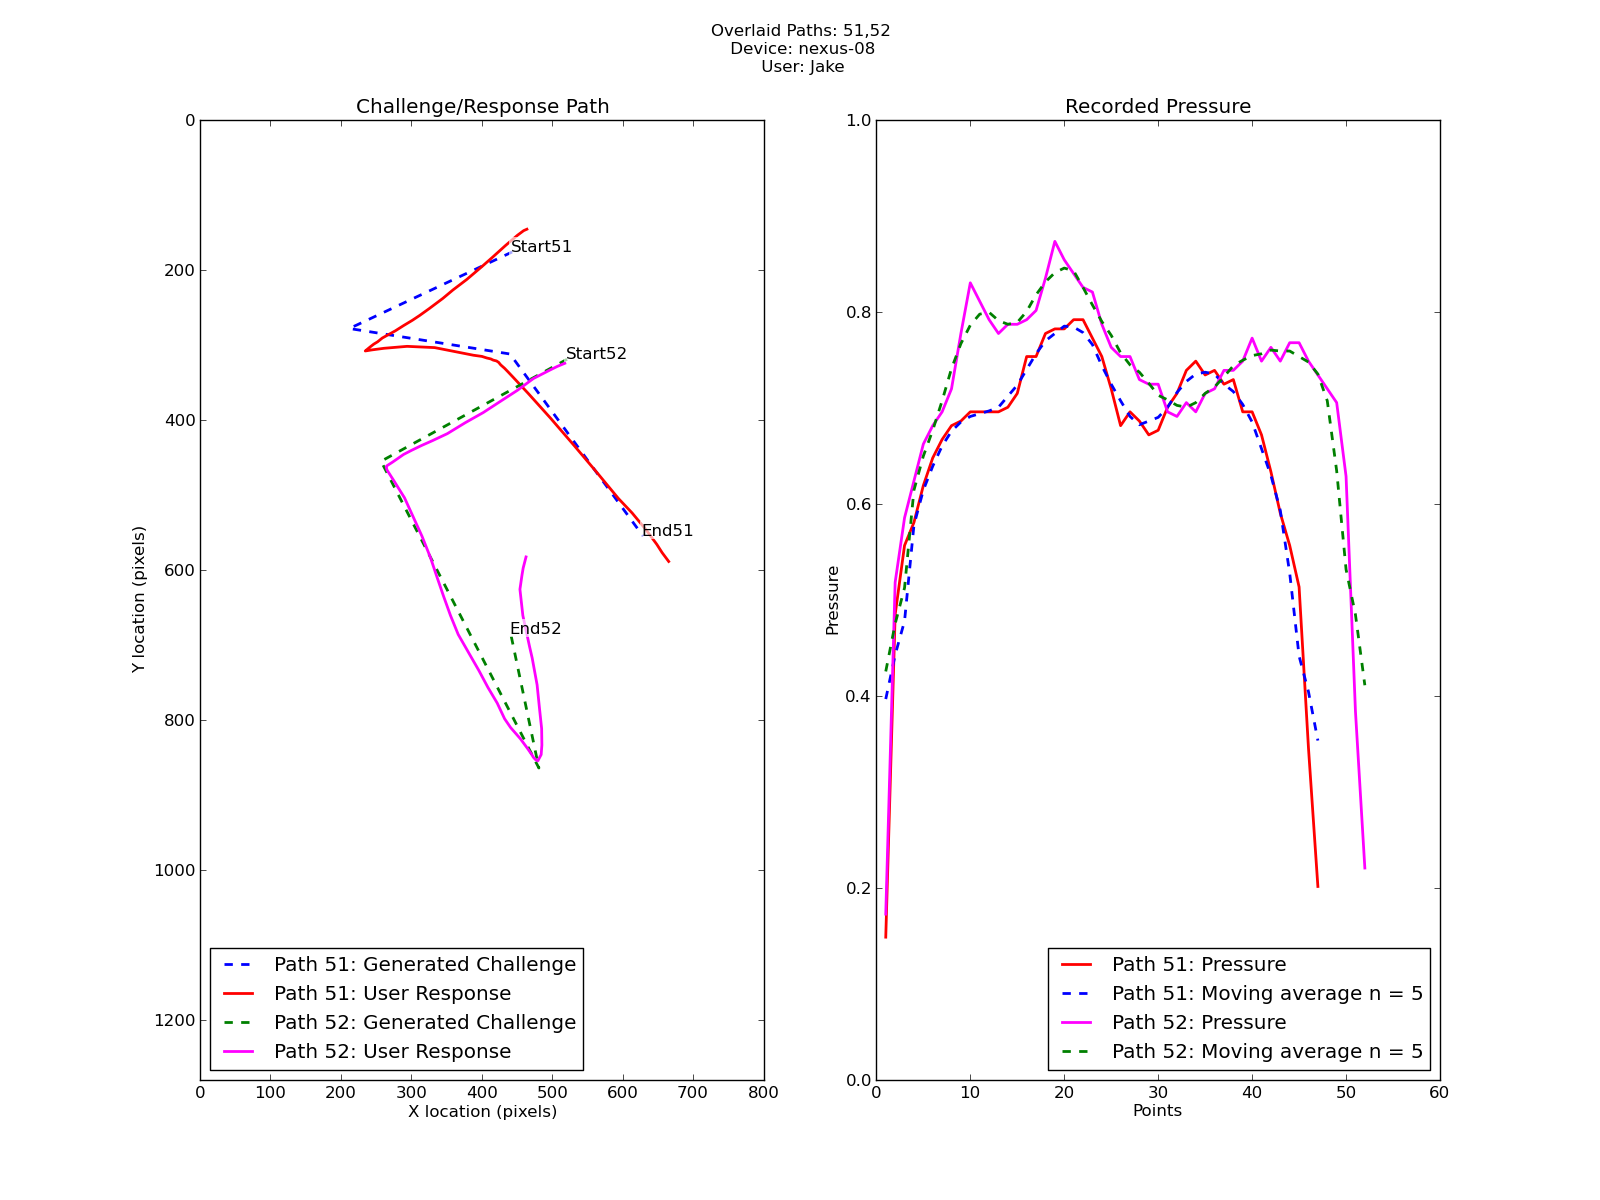 Overlaid Paths: 51,52
Device: nexus-08
User: Jake
Challenge/Response Path
0
200
400
600
800
1000
1200
Y location (pixels)
Start51
Start52
End51
End52
Path 51: Generated Challenge
Path 51: User Response
Path 52: Generated Challenge
Path 52: User Response
0 100 200 300 400 500 600 700 800
X location (pixels)
Recorded Pressure
1.0
0.8
0.6
0.4
0.2
0.0
Pressure
Path 51: Pressure
Path 51: Moving average n = 5
Path 52: Pressure
Path 52: Moving average n = 5
0 10 20 30 40 50 60
Points